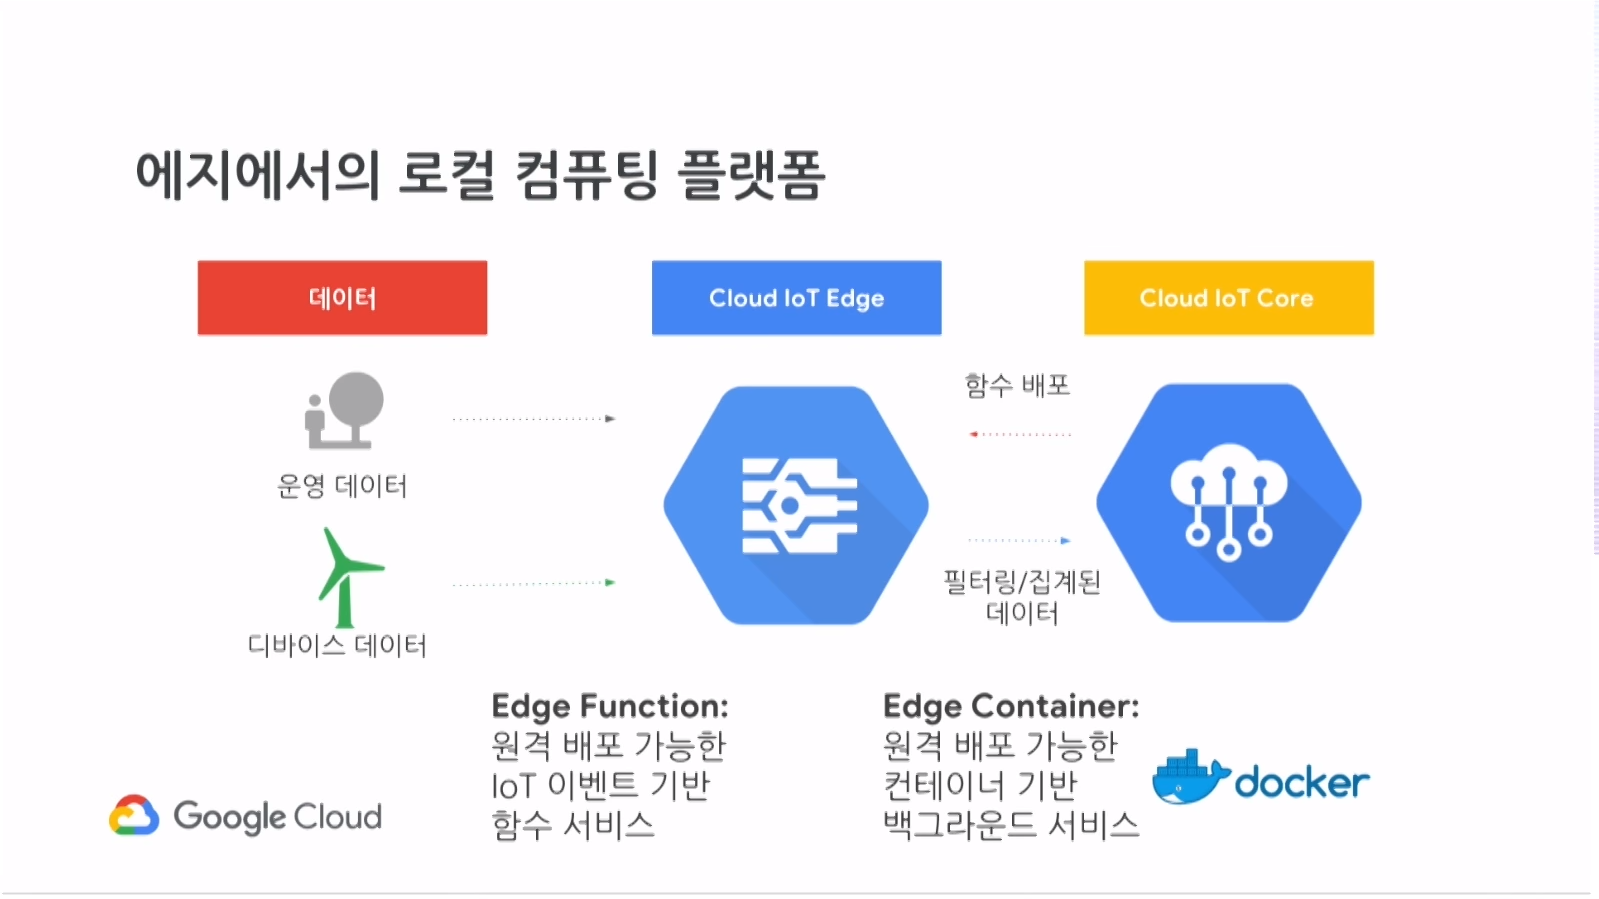 에지에서의 로컬 컴퓨팅 플랫폼
데이터
Cloud IoT Edge
Cloud IoT Core
함수 배포
운영 데이터
필터링/집계된
데이터
디바이스 데이터
Edge Function:
원격 배포 가능한
IoT 이벤트 기반
함수 서비스
Edge Container:
원격 배포 가능한
컨테이너 기반
백그라운드 서비스
docker
Google Cloud